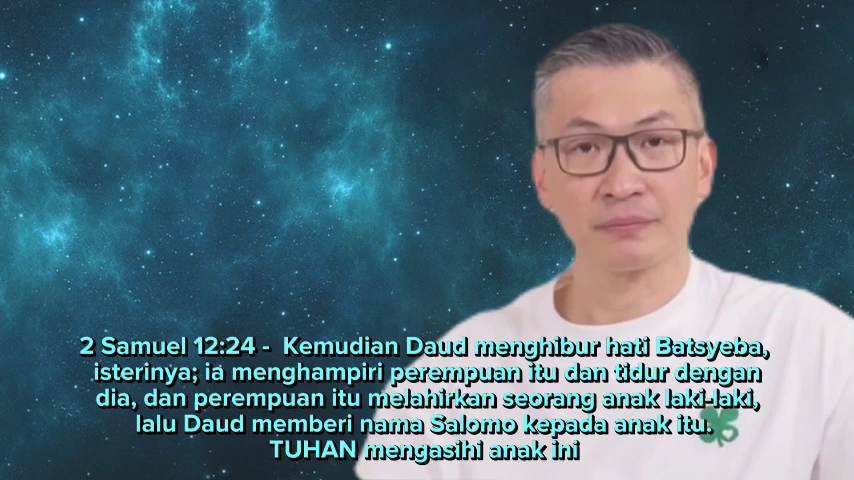 2 Samuel 12:24 - Kemudian Daud menghibur hati Batsyeba,
isterinya; ia menghampiri perempuan itu dan tidur dengan
dia, dan perempuan itu melahirkan seorang anak laki-laki,
lalu Daud memberi nama Salomo kepada anak itu.
TUHAN mengasihi anak ini